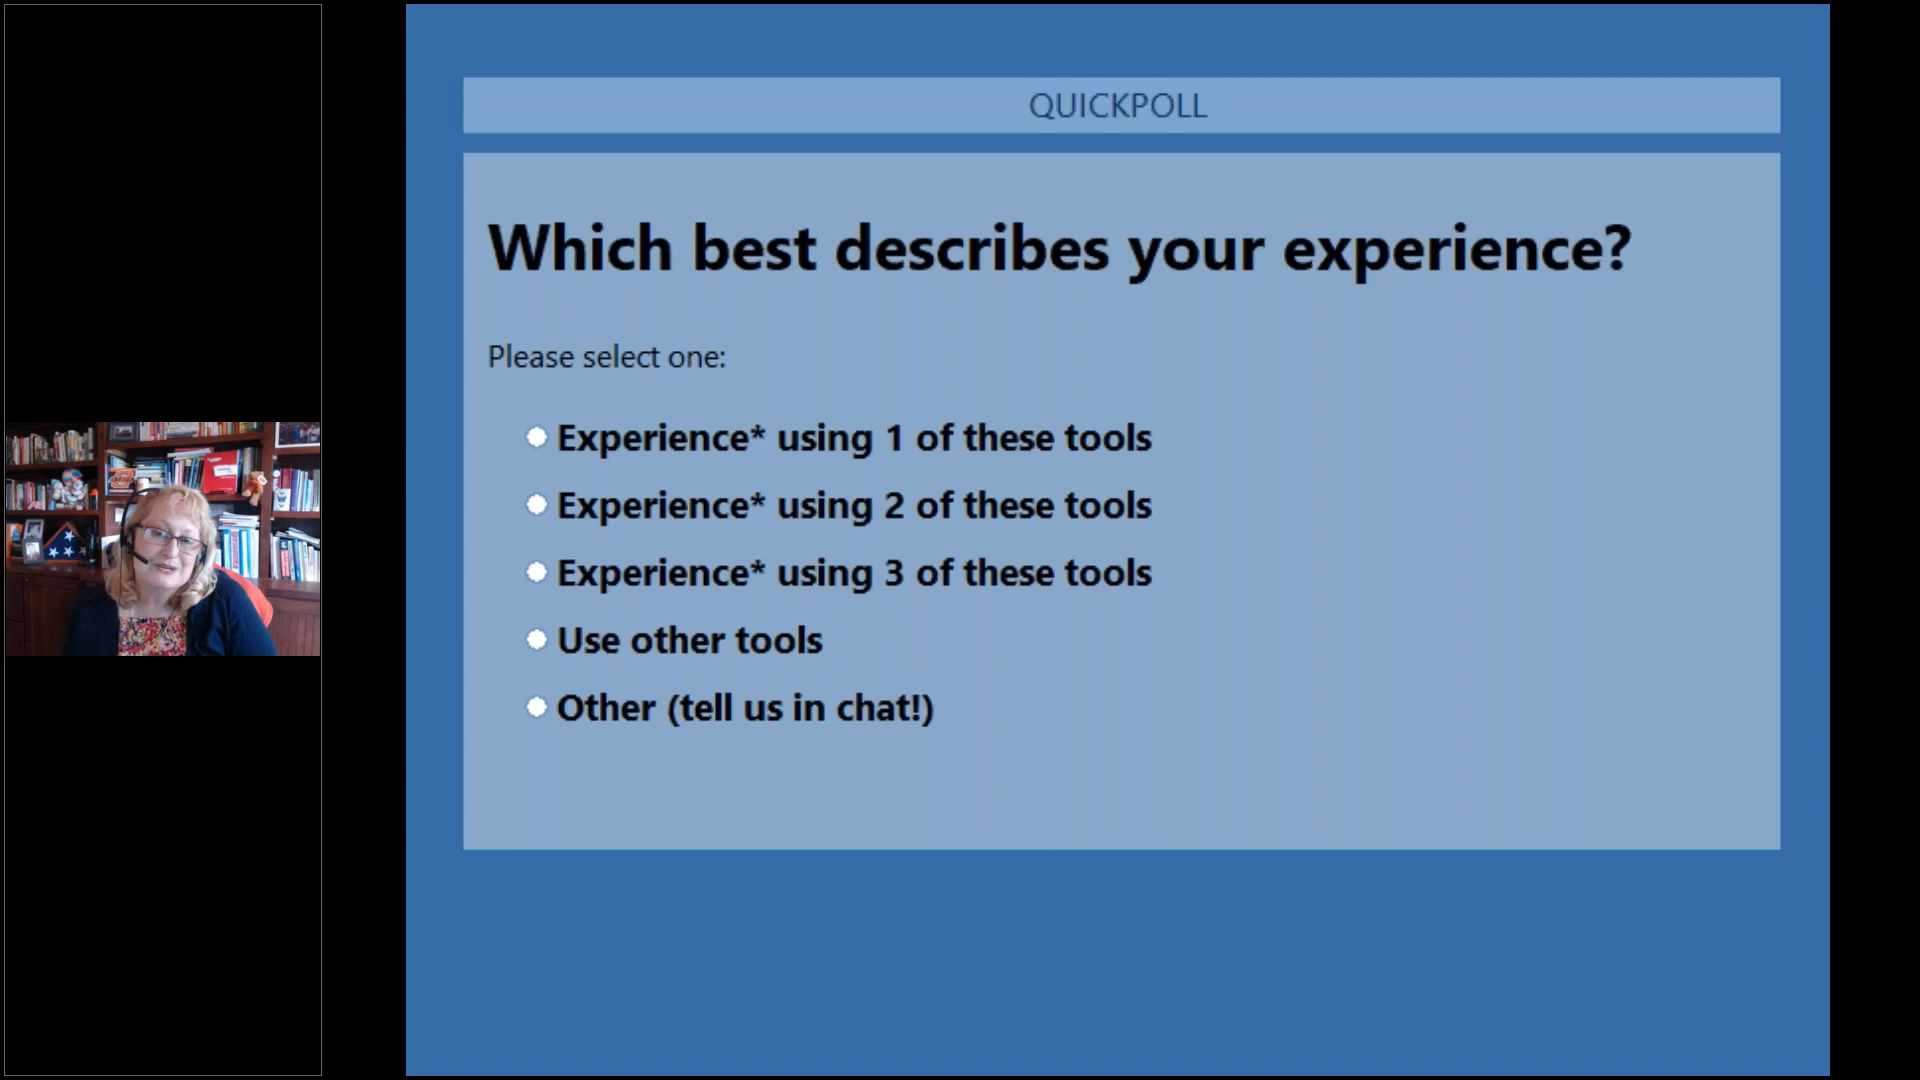 QUICKPOLL
Which best describes your experience?
Please select one:
Experience* using 1 of these tools
Experience* using 2 of these tools
Experience* using 3 of these tools
Use other tools
Other (tell us in chat!)